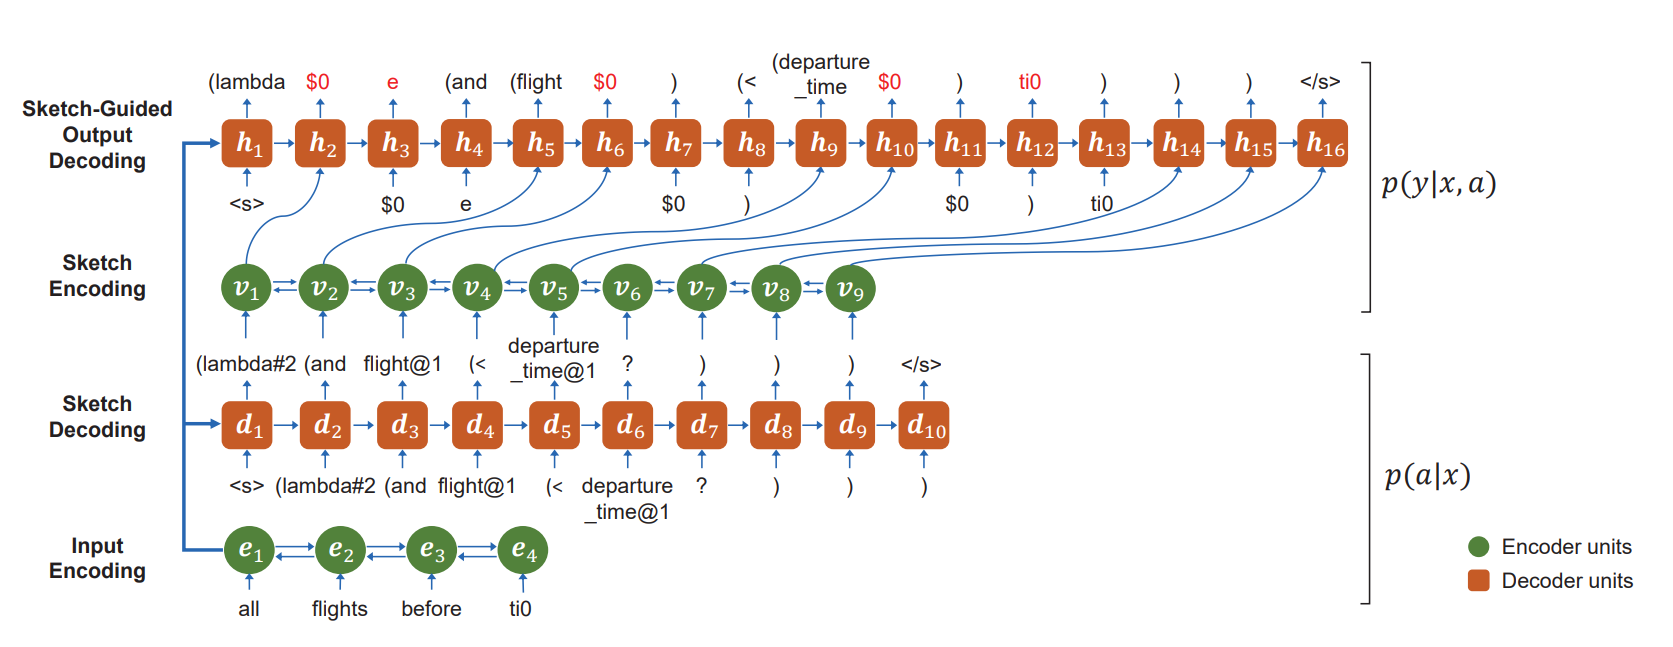 (departure
(lambda $0 e (and (flight $0 ) (< _time $0 ) ti0 ) ) ) </s>
Sketch-Guided
Output
Decoding
h1 h2 h3 h4 h5 h6 h7 h8 h9 h10 h11 h12 h13 h14 h15 h16
p(y|x, a)
<s> $0 e $0 ) $0 ) ti0
Sketch
Encoding
v1 v2 v3 v4 v5 v6 v7 v8 v9
departure
(lambda#2 (and flight@1 (< _time@1 ? ) ) ) </s>
Sketch
Decoding
d1 d2 d3 d4 d5 d6 d7 d8 d9 d10
p(a|x)
<s> (lambda#2 (and flight@1 (< departure ? ) ) )
_time@1
Input
Encoding
e1 e2 e3 e4
all flights before ti0
Encoder units
Decoder units